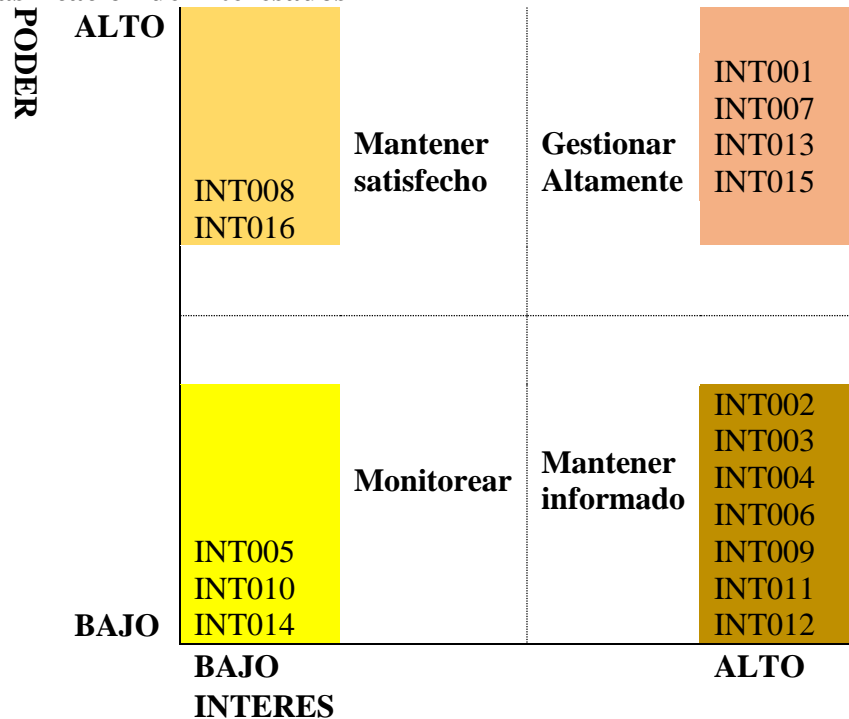 PODER
ALTO
INT008
INT016
Mantener
satisfecho
Gestionar
Altamente
INT001
INT007
INT013
INT015
INT005
INT010
INT014
Monitorear
Mantener
informado
INT002
INT003
INT004
INT006
INT009
INT011
INT012
BAJO
BAJO
INTERES
ALTO